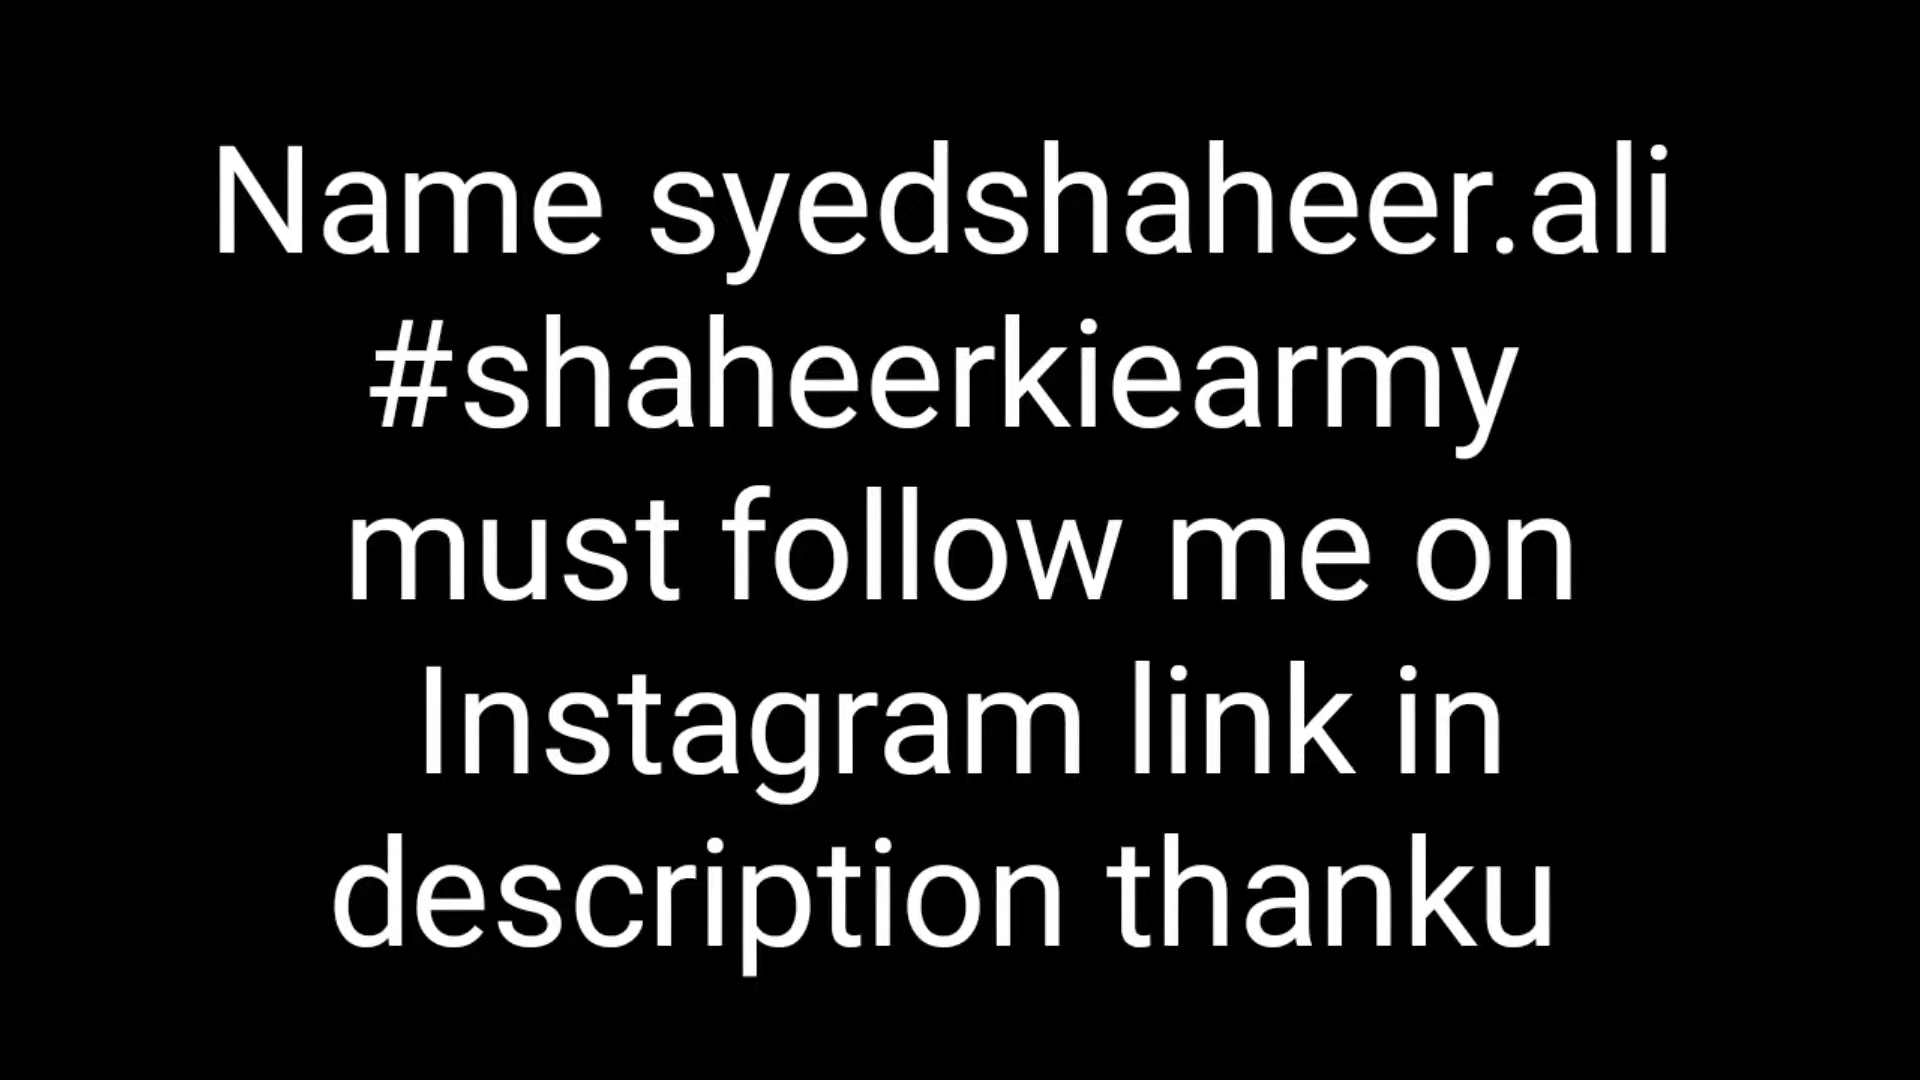 Name syedshaheer.ali
#shaheerkiearmy
must follow me on
Instagram link in
description thanku